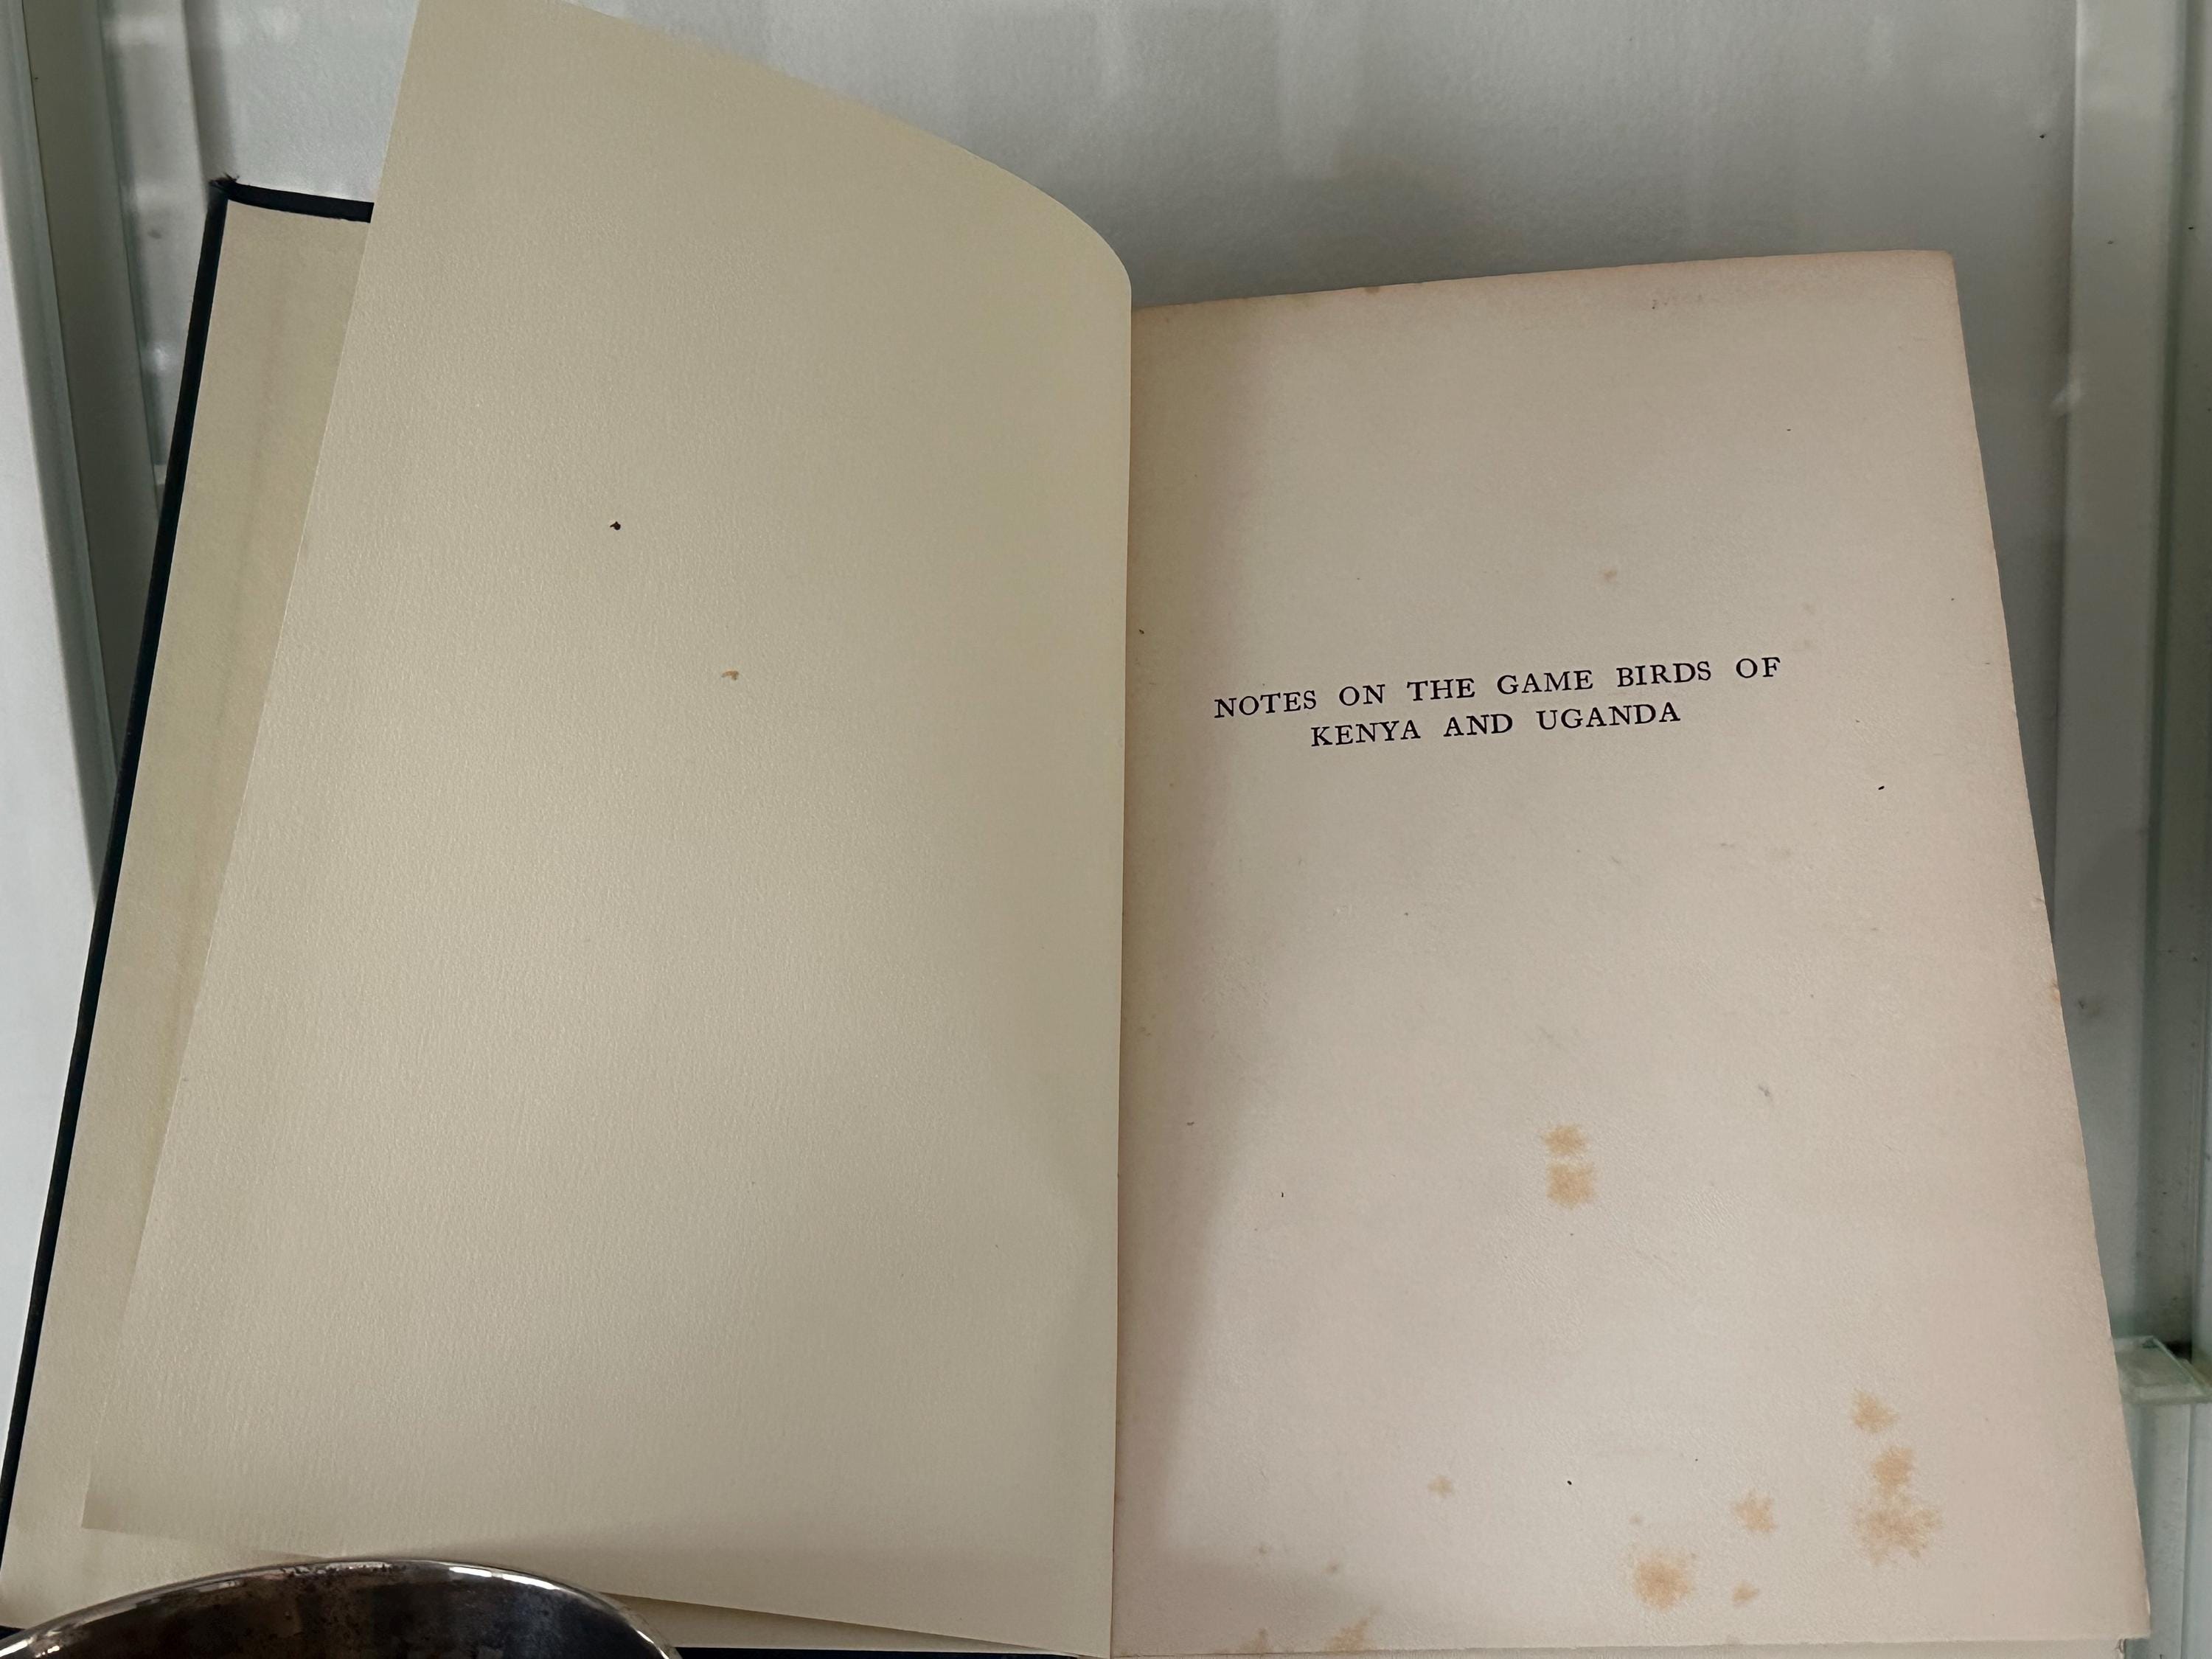 NOTES ON THE GAME BIRDS OF
KENYA AND UGANDA